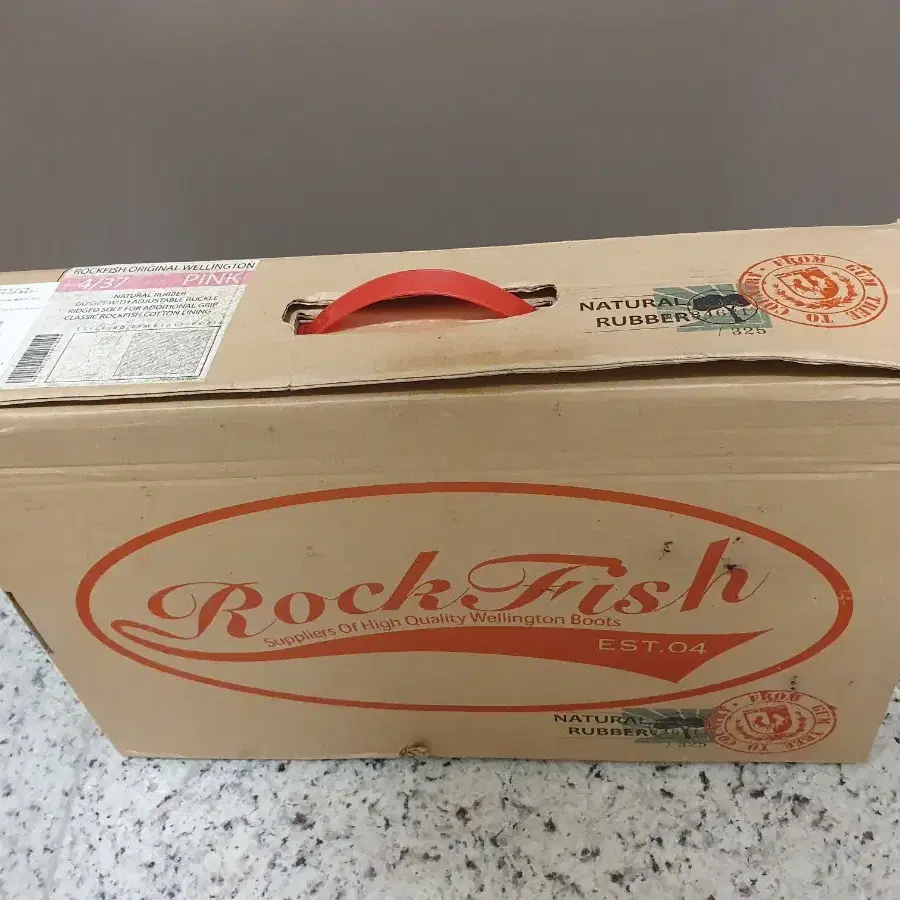 ROCKFISH ORIGINAL WELLINGTON
4/37 PINK
NATURAL RUBBER
GUSSET WITH ADJUSTABLE BUCKLE
RIDGED SOLE FOR ADDITIONAL GRIP
CLASSIC ROCKFISH COTTON LINING
NATURAL
RUBBER
/ 325
FROM GUM TREE TO
RockFish
Suppliers Of High Quality Wellington Boots
EST.04
NATURAL
RUBBER
/ 325
FROM GUM TREE TO